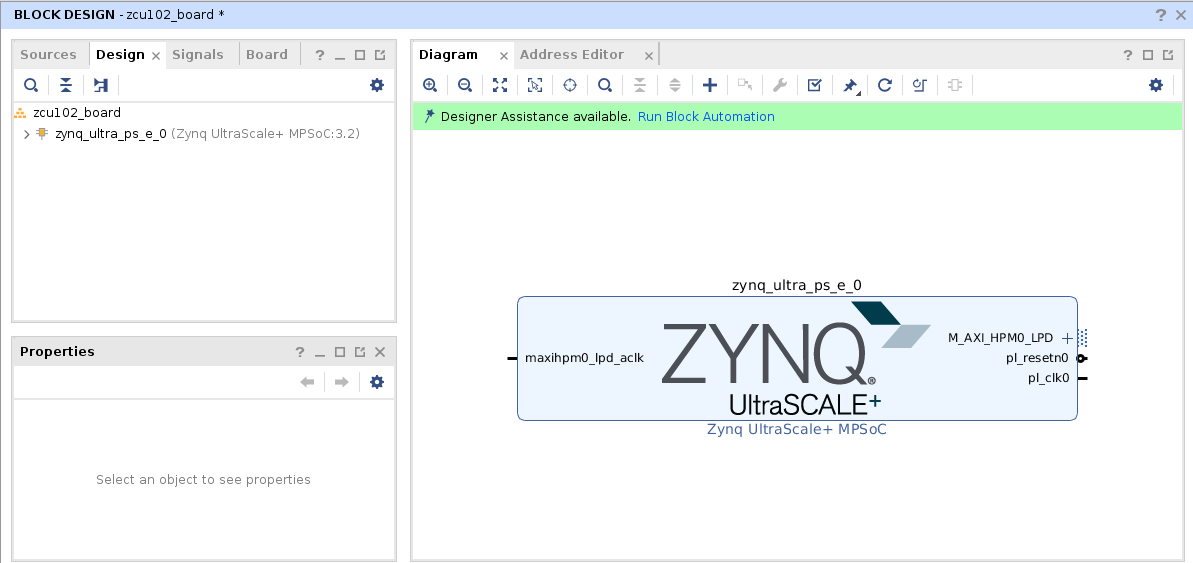 BLOCK DESIGN - zcu102_board *
Sources Design Signals Board
zcu102_board
zynq_ultra_ps_e_0 (Zynq UltraScale+ MPSoC:3.2)
Properties
Select an object to see properties
Diagram Address Editor
Designer Assistance available. Run Block Automation
zynq_ultra_ps_e_0
maxihpm0_lpd_aclk
ZYNQ®
UltraSCALE+
M_AXI_HPM0_LPD
pl_resetn0
pl_clk0
Zynq UltraScale+ MPSoC